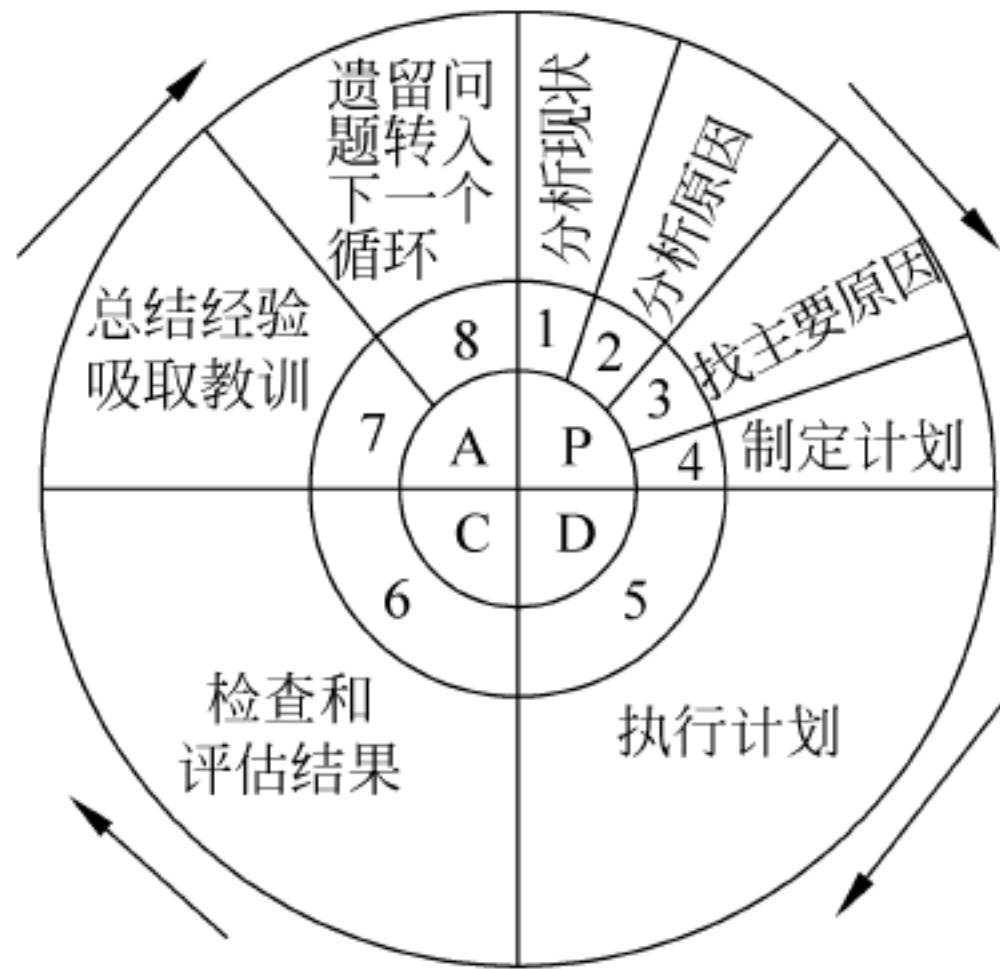 遗留问
题转入
下一个
循环
分析现状
分析原因
找主要原因
制定计划
总结经验
吸取教训
8
1
2
3
4
7
A
P
C
D
6
5
检查和
评估结果
执行计划